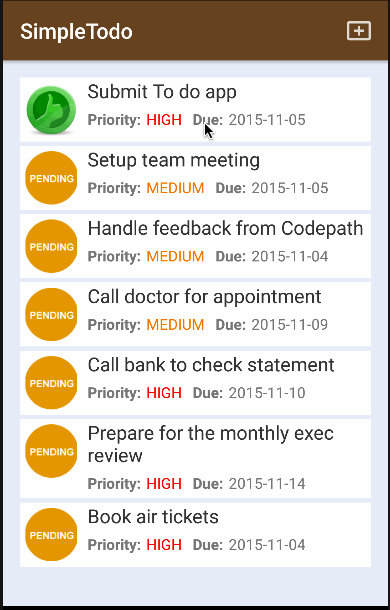 SimpleTodo
Submit To do app
Priority: HIGH Due: 2015-11-05
PENDING
Setup team meeting
Priority: MEDIUM Due: 2015-11-05
PENDING
Handle feedback from Codepath
Priority: MEDIUM Due: 2015-11-04
PENDING
Call doctor for appointment
Priority: MEDIUM Due: 2015-11-09
PENDING
Call bank to check statement
Priority: HIGH Due: 2015-11-10
PENDING
Prepare for the monthly exec
review
Priority: HIGH Due: 2015-11-14
PENDING
Book air tickets
Priority: HIGH Due: 2015-11-04